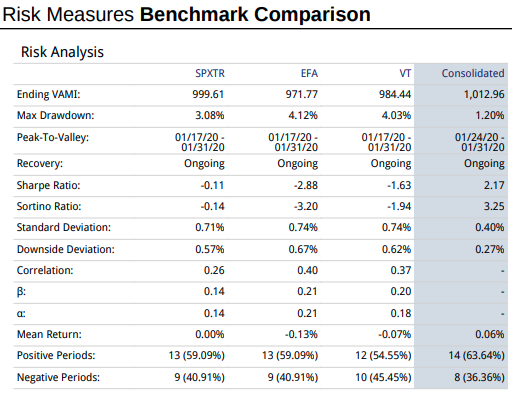 Risk Measures Benchmark Comparison
Risk Analysis
SPXTR EFA VT Consolidated
Ending VAMI: 999.61 971.77 984.44 1,012.96
Max Drawdown: 3.08% 4.12% 4.03% 1.20%
Peak-To-Valley: 01/17/20 - 01/17/20 - 01/17/20 - 01/24/20 -
01/31/20 01/31/20 01/31/20 01/31/20
Recovery: Ongoing Ongoing Ongoing Ongoing
Sharpe Ratio: -0.11 -2.88 -1.63 2.17
Sortino Ratio: -0.14 -3.20 -1.94 3.25
Standard Deviation: 0.71% 0.74% 0.74% 0.40%
Downside Deviation: 0.57% 0.67% 0.62% 0.27%
Correlation: 0.26 0.40 0.37 -
β: 0.14 0.21 0.20 -
α: 0.14 0.21 0.18 -
Mean Return: 0.00% -0.13% -0.07% 0.06%
Positive Periods: 13 (59.09%) 13 (59.09%) 12 (54.55%) 14 (63.64%)
Negative Periods: 9 (40.91%) 9 (40.91%) 10 (45.45%) 8 (36.36%)